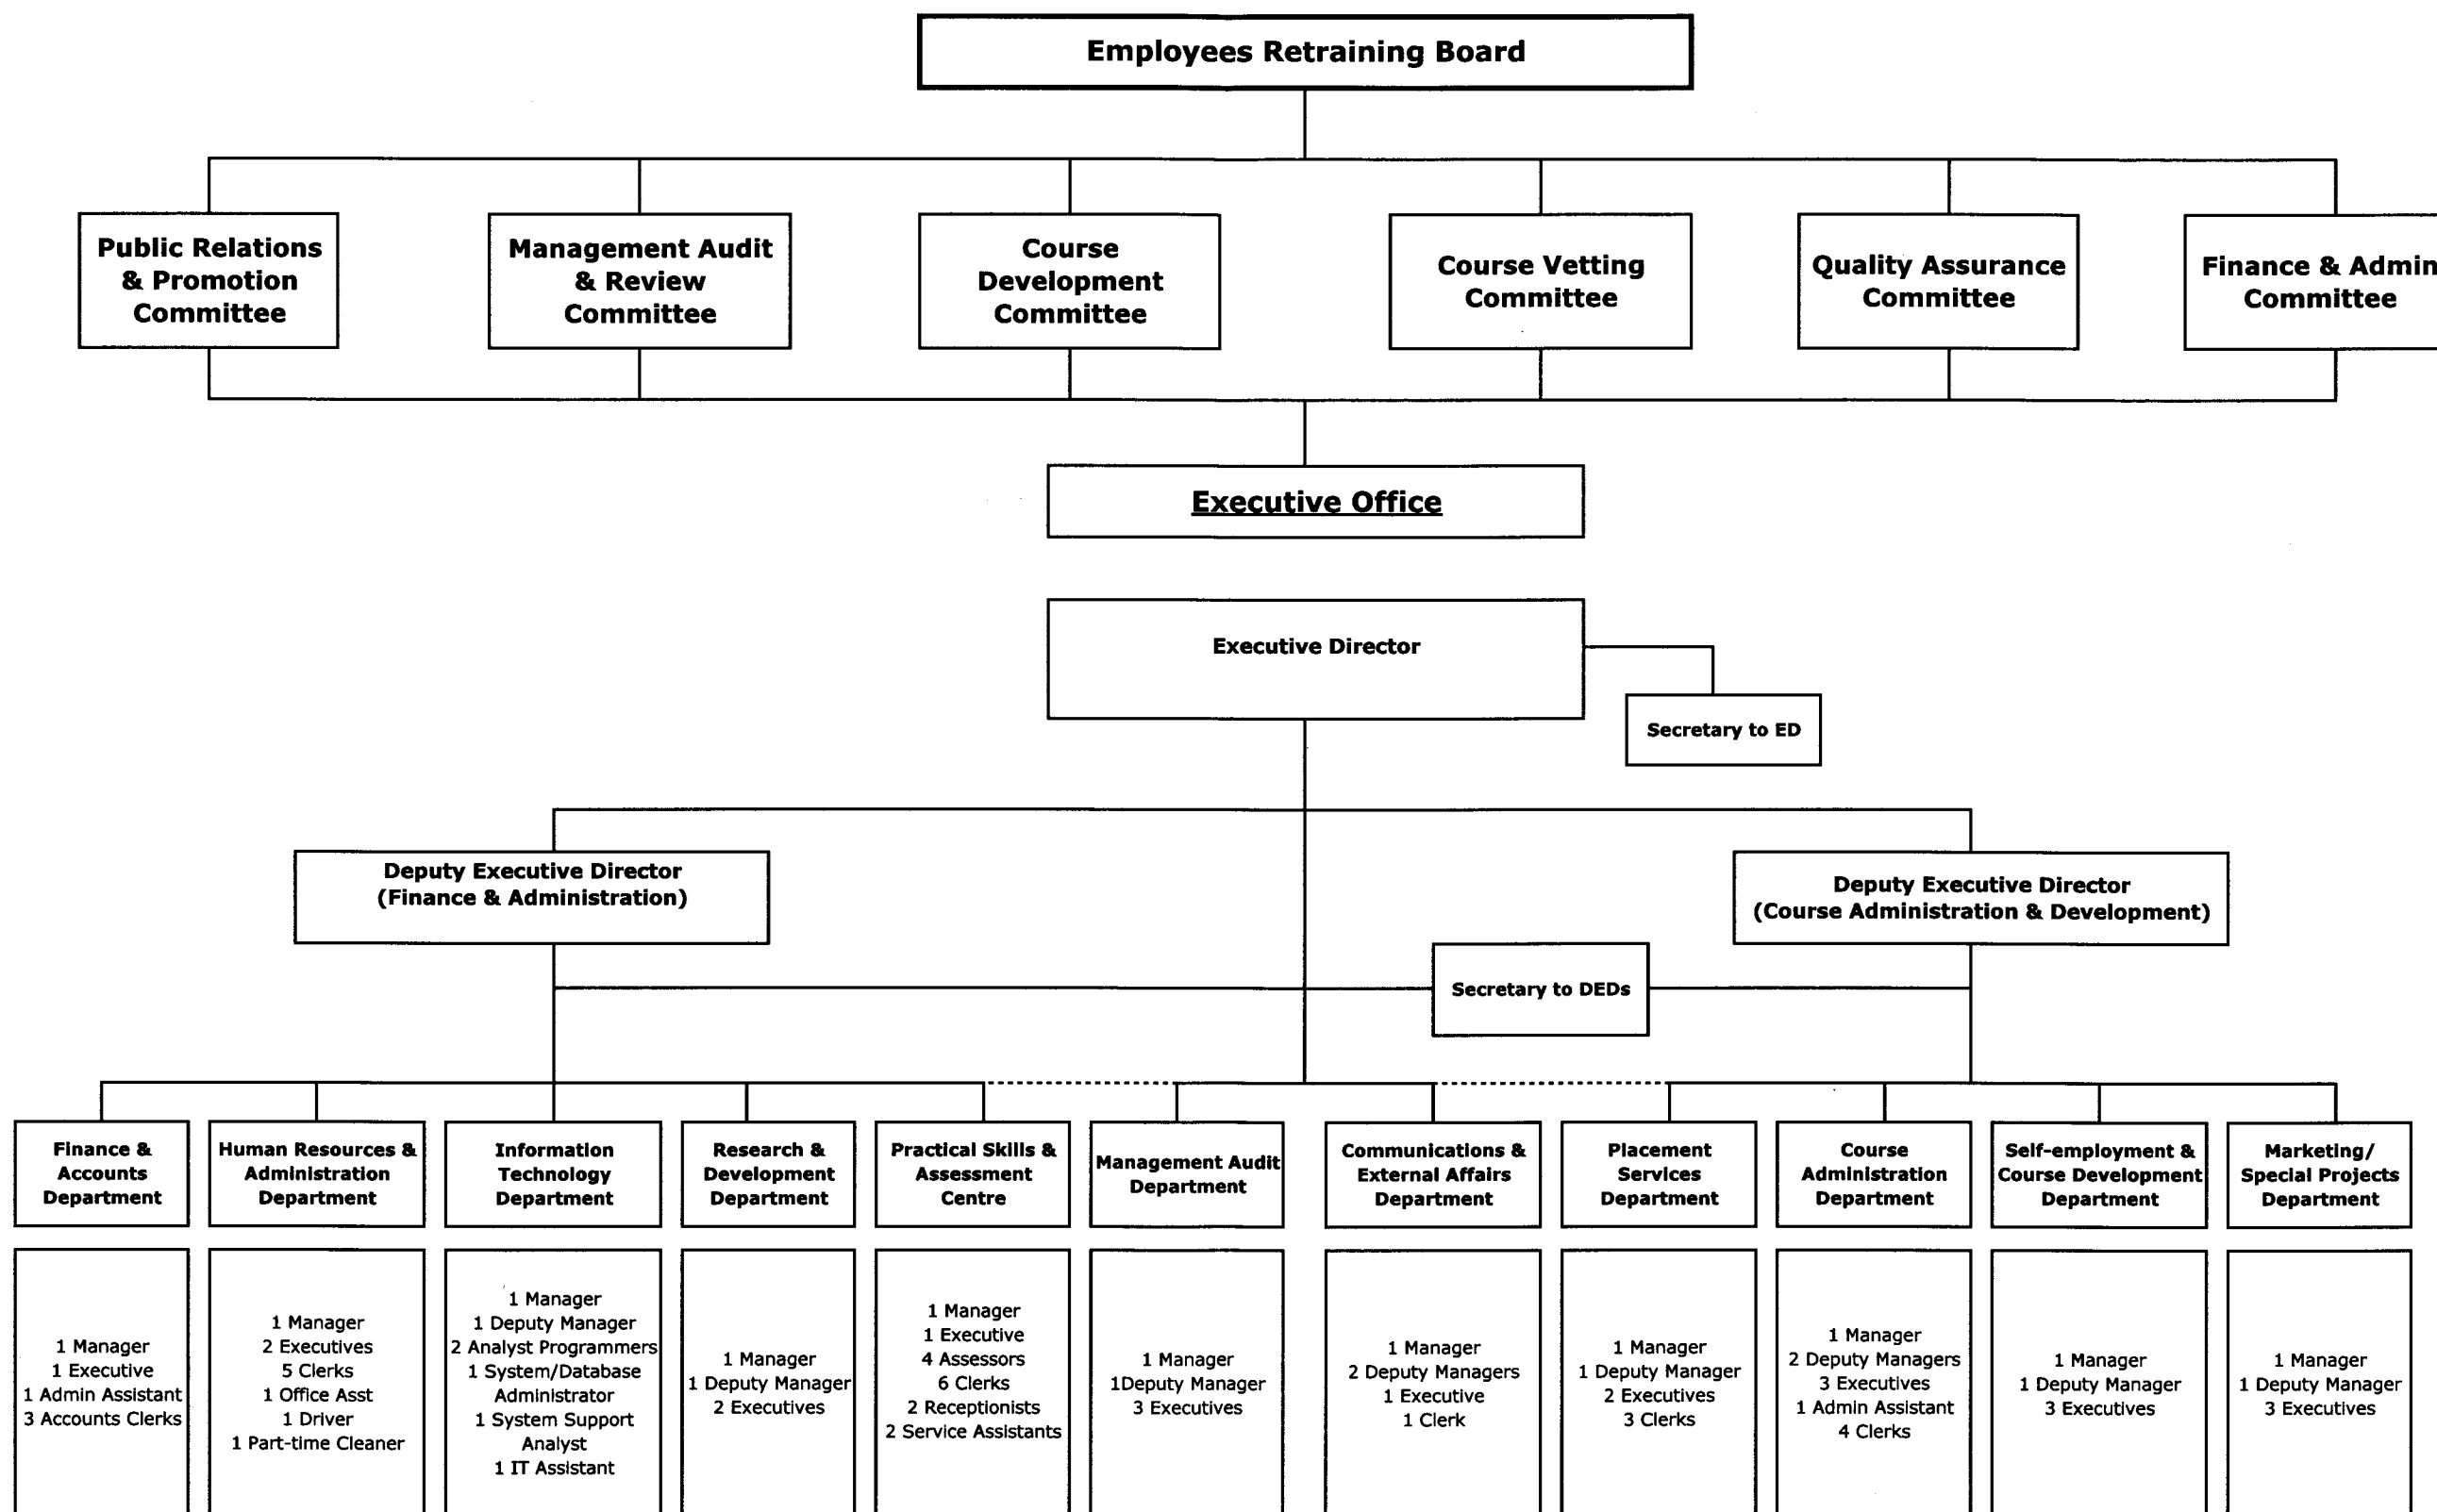 Employees Retraining Board
Public Relations
& Promotion
Committee
Management Audit
& Review
Committee
Course
Development
Committee
Course Vetting
Committee
Quality Assurance
Committee
Finance & Admin
Committee
Executive Office
Executive Director
Secretary to ED
Deputy Executive Director
(Finance & Administration)
Deputy Executive Director
(Course Administration & Development)
Secretary to DEDs
Finance &
Accounts
Department
Human Resources &
Administration
Department
Information
Technology
Department
Research &
Development
Department
Practical Skills &
Assessment
Centre
Management Audit
Department
Communications &
External Affairs
Department
Placement
Services
Department
Course
Administration
Department
Self-employment &
Course Development
Department
Marketing/
Special Projects
Department
1 Manager
1 Executive
1 Admin Assistant
3 Accounts Clerks
1 Manager
2 Executives
5 Clerks
1 Office Asst
1 Driver
1 Part-time Cleaner
1 Manager
1 Deputy Manager
2 Analyst Programmers
1 System/Database
Administrator
1 System Support
Analyst
1 IT Assistant
1 Manager
1 Deputy Manager
2 Executives
1 Manager
1 Executive
4 Assessors
6 Clerks
2 Receptionists
2 Service Assistants
1 Manager
1Deputy Manager
3 Executives
1 Manager
2 Deputy Managers
1 Executive
1 Clerk
1 Manager
1 Deputy Manager
2 Executives
3 Clerks
1 Manager
2 Deputy Managers
3 Executives
1 Admin Assistant
4 Clerks
1 Manager
1 Deputy Manager
3 Executives
1 Manager
1 Deputy Manager
3 Executives